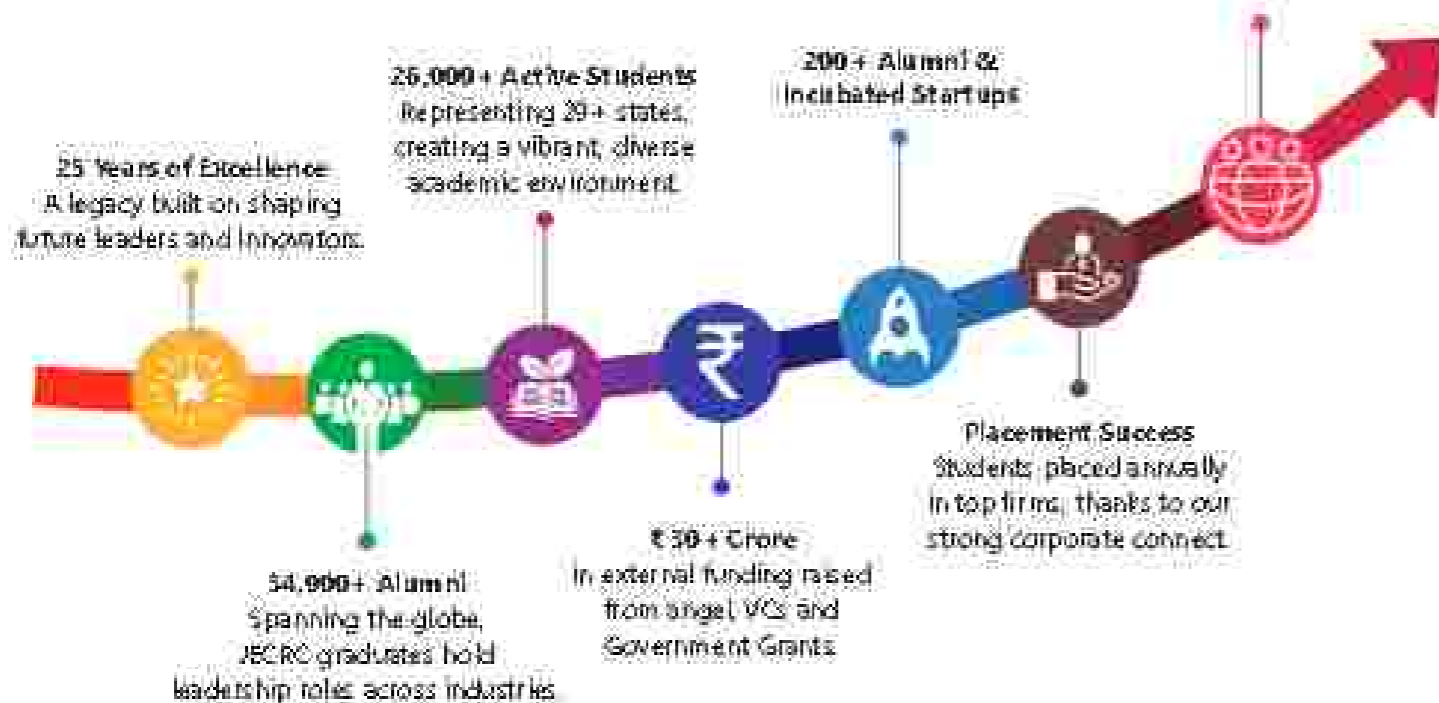 25 Years of Excellence
A legacy built on shaping
future leaders and innovators.
26,000+ Active Students
Representing 29+ states,
creating a vibrant, diverse
academic environment.
200+ Alumni &
Incubated Startups
₹
Placement Success
Students placed annually
in top firms, thanks to our
strong corporate connect.
₹ 30+ Crore
in external funding raised
from angel, VCs and
Government Grants
Alumni
Spanning the globe,
JECRC graduates hold
leadership roles across industries.